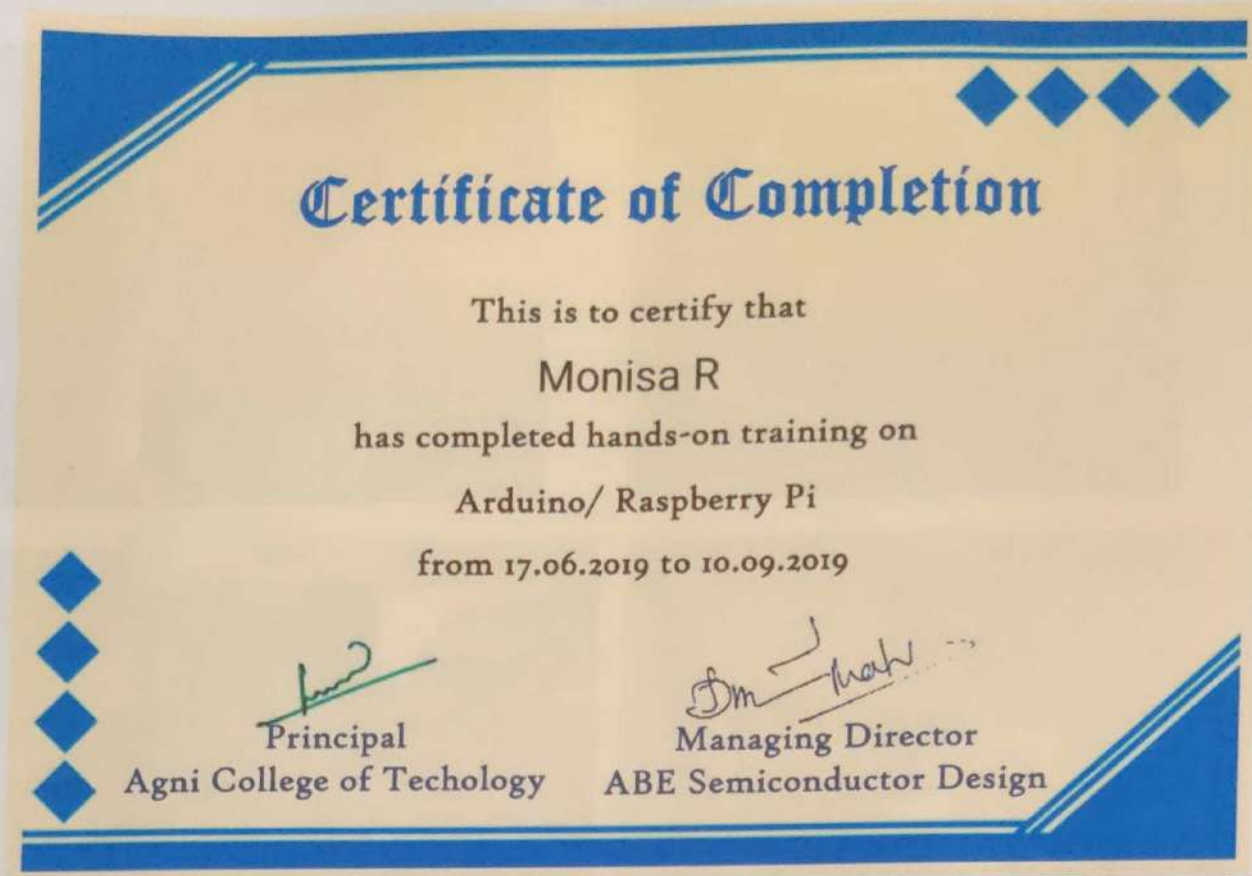 Certificate of Completion
This is to certify that
Monisa R
has completed hands-on training on
Arduino/ Raspberry Pi
from 17.06.2019 to 10.09.2019
Principal
Agni College of Techology
Managing Director
ABE Semiconductor Design